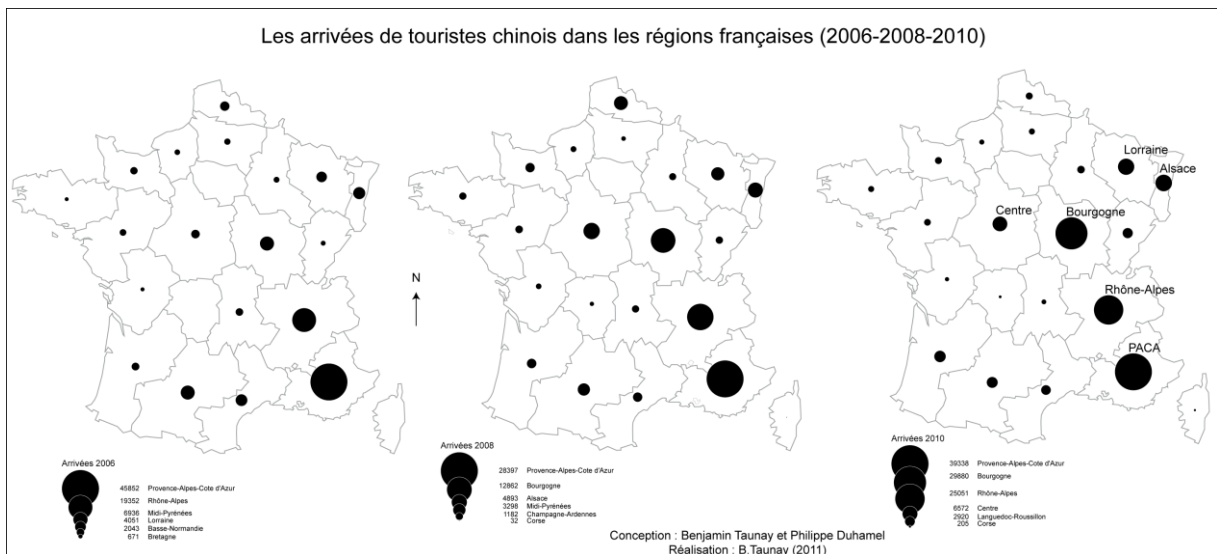 Les arrivées de touristes chinois dans les régions françaises (2006-2008-2010)
N
Lorraine
Alsace
Centre
Bourgogne
Rhône-Alpes
PACA
Arrivées 2006
45852 Provence-Alpes-Cote d'Azur
19352 Rhône-Alpes
6936 Midi-Pyrénées
4051 Lorraine
2043 Basse-Normandie
671 Bretagne
Arrivées 2008
28397 Provence-Alpes-Cote d'Azur
12862 Bourgogne
4893 Alsace
3298 Midi-Pyrénées
1182 Champagne-Ardennes
32 Corse
Arrivées 2010
39338 Provence-Alpes-Cote d'Azur
29880 Bourgogne
25051 Rhône-Alpes
6572 Centre
2920 Languedoc-Roussillon
205 Corse
Conception : Benjamin Taunay et Philippe Duhamel
Réalisation : B.Taunay (2011)